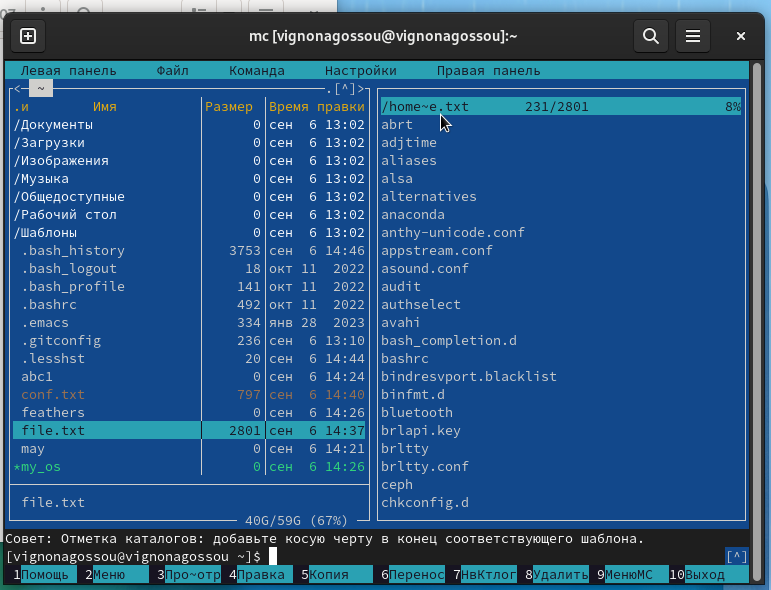 mc [vignonagossou@vignonagossou]:~
Левая панель Файл Команда Настройки Правая панель
<─ ~ .[^]>
.и Имя Размер Время правки
/Документы 0 сен 6 13:02
/Загрузки 0 сен 6 13:02
/Изображения 0 сен 6 13:02
/Музыка 0 сен 6 13:02
/Общедоступные 0 сен 6 13:02
/Рабочий стол 0 сен 6 13:02
/Шаблоны 0 сен 6 13:02
.bash_history 3753 сен 6 14:46
.bash_logout 18 окт 11 2022
.bash_profile 141 окт 11 2022
.bashrc 492 окт 11 2022
.emacs 334 янв 28 2023
.gitconfig 236 сен 6 13:10
.lesshst 20 сен 6 14:44
abc1 0 сен 6 14:24
conf.txt 797 сен 6 14:40
feathers 0 сен 6 14:26
file.txt 2801 сен 6 14:37
may 0 сен 6 14:21
*my_os 0 сен 6 14:26
file.txt
40G/59G (67%)
/home~e.txt 231/2801 8%
abrt
adjtime
aliases
alsa
alternatives
anaconda
anthy-unicode.conf
appstream.conf
asound.conf
audit
authselect
avahi
bash_completion.d
bashrc
bindresvport.blacklist
binfmt.d
bluetooth
brlapi.key
brltty
brltty.conf
ceph
chkconfig.d
Совет: Отметка каталогов: добавьте косую черту в конец соответствующего шаблона.
[vignonagossou@vignonagossou ~]$ [^]
1Помощь 2Меню 3Про~отр 4Правка 5Копия 6Перенос 7НвКтлог 8Удалить 9МенюMC 10Выход